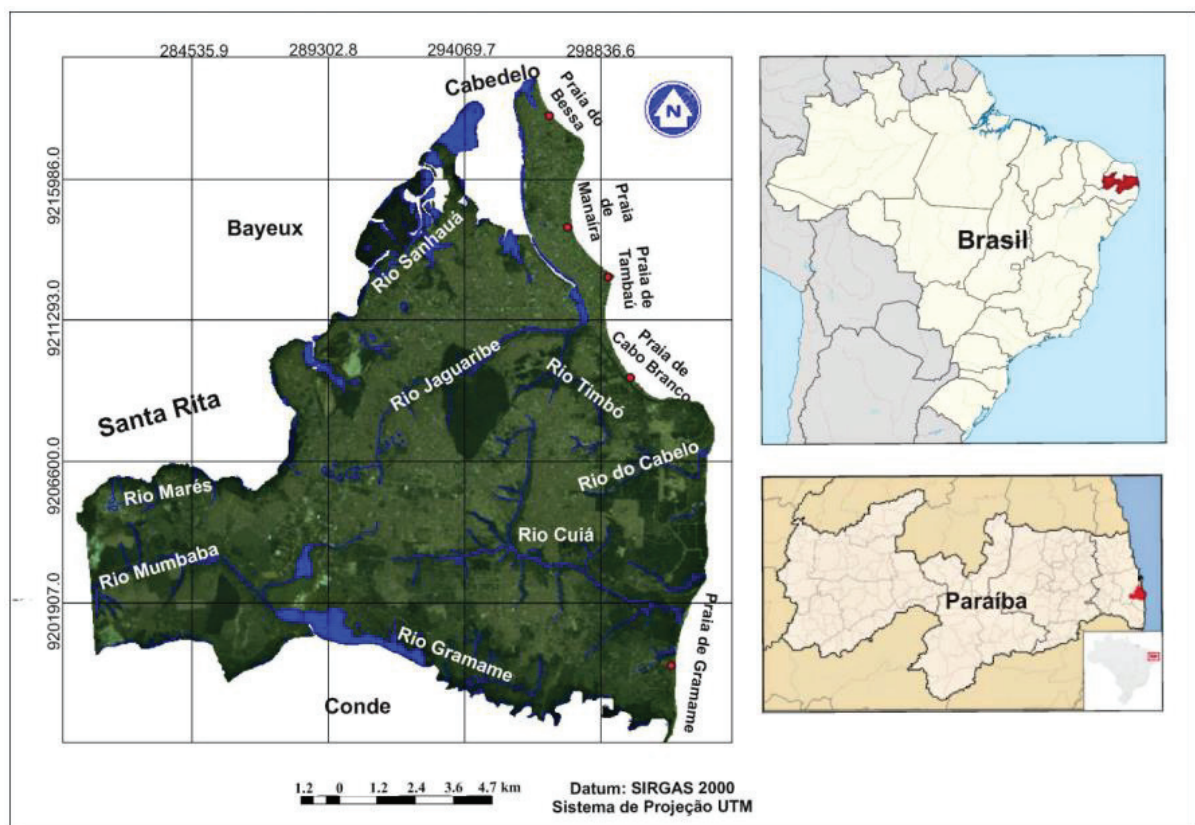 284535.9
289302.8
294069.7
298836.6
9215986.0
9211293.0
9206600.0
9201907.0
Cabedelo
Praia do
Bessa
N
Bayeux
Praia
de
Manaíra
Rio Sanhauá
Praia de
Tambaú
Praia de
Cabo Branco
Rio Jaguaribe
Rio Timbó
Santa Rita
Rio do Cabelo
Rio Marés
Rio Cuiá
Rio Mumbaba
Rio Gramame
Praia de Gramame
Conde
1.2 0 1.2 2.4 3.6 4.7 km
Datum: SIRGAS 2000
Sistema de Projeção UTM
Brasil
Paraíba